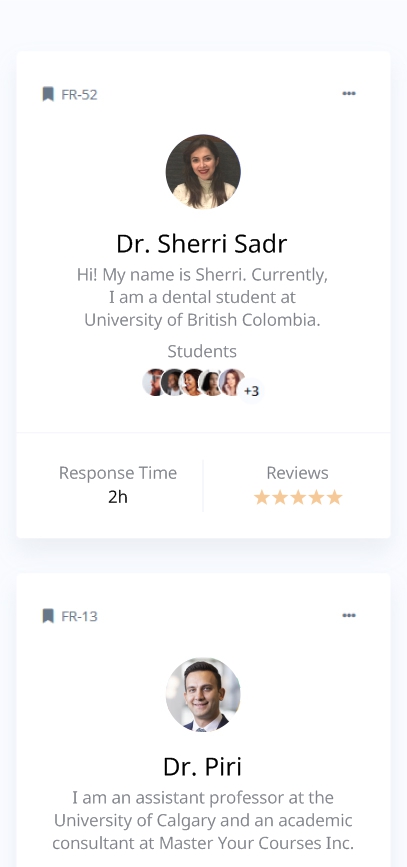 FR-52
Dr. Sherri Sadr
Hi! My name is Sherri. Currently,
I am a dental student at
University of British Colombia.
Students
+3
Response Time
Reviews
2h
FR-13
Dr. Piri
I am an assistant professor at the
University of Calgary and an academic
consultant at Master Your Courses Inc.